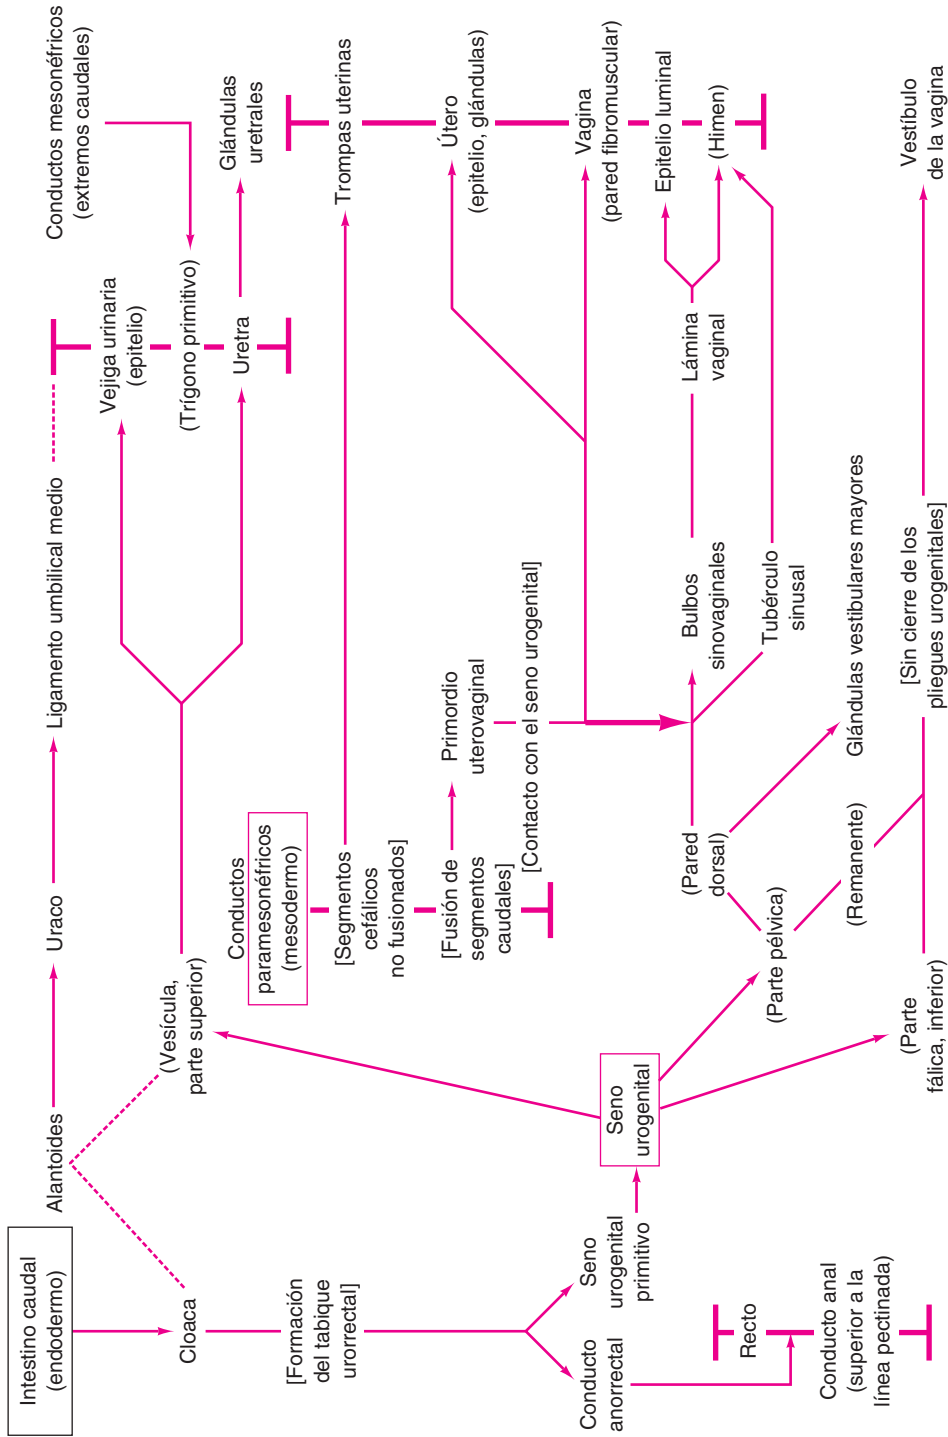 Intestino caudal
(endodermo)
Alantoides
Uraco
Ligamento umbilical medio
Conductos mesonéfricos
(extremos caudales)
Vejiga urinaria
(epitelio)
(Trígono primitivo)
Uretra
Glándulas
uretrales
Cloaca
(Vesícula,
parte superior)
[Formación
del tabique
urorrectal]
Conductos
paramesonéfricos
(mesodermo)
[Segmentos
cefálicos
no fusionados]
Trompas uterinas
[Fusión de
segmentos
caudales]
Primordio
uterovaginal
Útero
(epitelio, glándulas)
[Contacto con el seno urogenital]
Vagina
(pared fibromuscular)
Conducto
anorrectal
Seno
urogenital
primitivo
Seno
urogenital
(Pared
dorsal)
Bulbos
sinovaginales
Lámina
vaginal
Epitelio luminal
(Himen)
Tubérculo
sinusal
Recto
Conducto anal
(superior a la
línea pectinada)
(Parte pélvica)
(Remanente)
Glándulas vestibulares mayores
(Parte
fálica, inferior)
[Sin cierre de los
pliegues urogenitales]
Vestíbulo
de la vagina